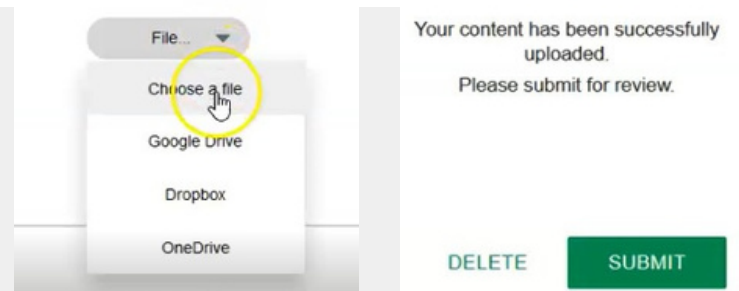 File...
Choose a file
Google Drive
Dropbox
OneDrive
Your content has been successfully
uploaded.
Please submit for review.
DELETE
SUBMIT